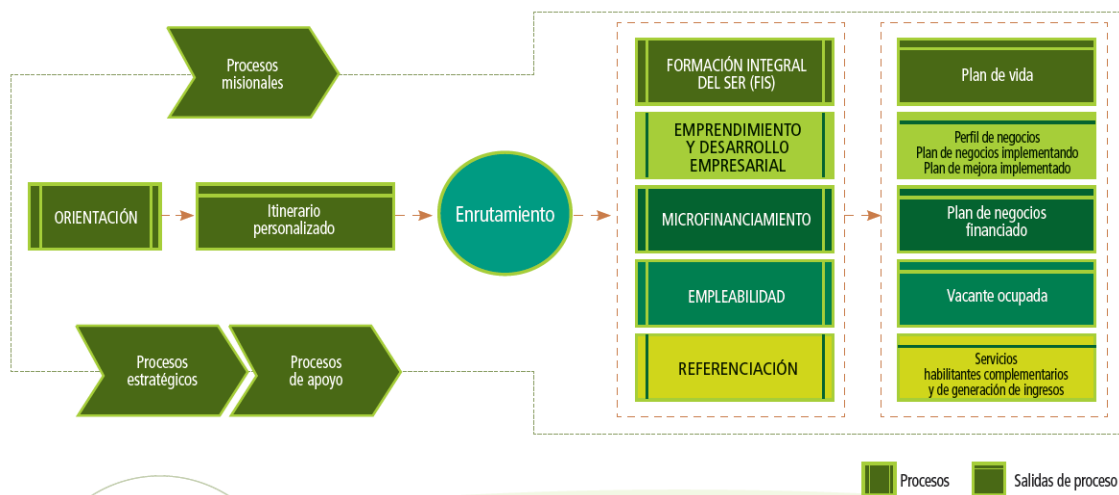 Procesos
misionales
ORIENTACIÓN
Itinerario
personalizado
Enrutamiento
Procesos
estratégicos
Procesos
de apoyo
FORMACIÓN INTEGRAL
DEL SER (FIS)
EMPRENDIMIENTO
Y DESARROLLO
EMPRESARIAL
MICROFINANCIAMIENTO
EMPLEABILIDAD
REFERENCIACIÓN
Plan de vida
Perfil de negocios
Plan de negocios implementando
Plan de mejora implementado
Plan de negocios
financiado
Vacante ocupada
Servicios
habilitantes complementarios
y de generación de ingresos
Procesos
Salidas de proceso